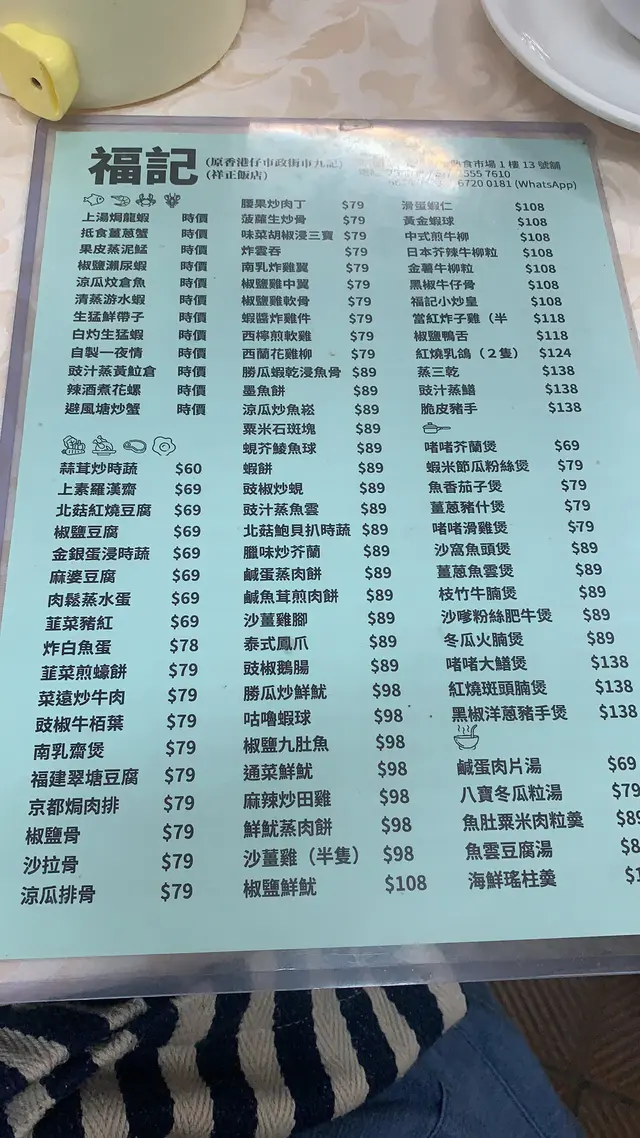 福記
(原香港仔市政街市九記)
(祥正飯店)
食市場 1 樓 13 號舖
555 7610
6720 0181 (WhatsApp)
上湯焗龍蝦 時價
抵食薑蔥蟹 時價
果皮蒸泥鯭 時價
椒鹽瀨尿蝦 時價
涼瓜炆倉魚 時價
清蒸游水蝦 時價
生猛鮮帶子 時價
白灼生猛蝦 時價
自製一夜情 時價
豉汁蒸黃䱽倉 時價
辣酒煮花螺 時價
避風塘炒蟹 時價
蒜茸炒時蔬 $60
上素羅漢齋 $69
北菇紅燒豆腐 $69
椒鹽豆腐 $69
金銀蛋浸時蔬 $69
麻婆豆腐 $69
肉鬆蒸水蛋 $69
韮菜豬紅 $69
炸白魚蛋 $78
韮菜煎蠔餅 $79
菜遠炒牛肉 $79
豉椒牛栢葉 $79
南乳齋煲 $79
福建翠塘豆腐 $79
京都焗肉排 $79
椒鹽骨 $79
沙拉骨 $79
涼瓜排骨 $79
腰果炒肉丁 $79
菠蘿生炒骨 $79
味菜胡椒浸三寶 $79
炸雲吞 $79
南乳炸雞翼 $79
椒鹽雞中翼 $79
椒鹽雞軟骨 $79
蝦醬炸雞件 $79
西檸煎軟雞 $79
西蘭花雞柳 $79
勝瓜蝦乾浸魚骨 $89
墨魚餅 $89
涼瓜炒魚崧 $89
粟米石斑塊 $89
蜆芥鯪魚球 $89
蝦餅 $89
豉椒炒蜆 $89
豉汁蒸魚雲 $89
北菇鮑貝扒時蔬 $89
臘味炒芥蘭 $89
鹹蛋蒸肉餅 $89
鹹魚茸煎肉餅 $89
沙薑雞腳 $89
泰式鳳爪 $89
豉椒鵝腸 $89
勝瓜炒鮮魷 $98
咕嚕蝦球 $98
椒鹽九肚魚 $98
通菜鮮魷 $98
麻辣炒田雞 $98
鮮魷蒸肉餅 $98
沙薑雞（半隻） $98
椒鹽鮮魷 $108
滑蛋蝦仁 $108
黃金蝦球 $108
中式煎牛柳 $108
日本芥辣牛柳粒 $108
金薯牛柳粒 $108
黑椒牛仔骨 $108
福記小炒皇 $108
當紅炸子雞（半 $118
椒鹽鴨舌 $118
紅燒乳鴿（２隻） $124
蒸三乾 $138
豉汁蒸鱔 $138
脆皮豬手 $138
啫啫芥蘭煲 $69
蝦米節瓜粉絲煲 $79
魚香茄子煲 $79
薑蔥豬什煲 $79
啫啫滑雞煲 $79
沙窩魚頭煲 $89
薑蔥魚雲煲 $89
枝竹牛腩煲 $89
沙嗲粉絲肥牛煲 $89
冬瓜火腩煲 $89
啫啫大鱔煲 $138
紅燒斑頭腩煲 $138
黑椒洋蔥豬手煲 $138
鹹蛋肉片湯 $69
八寶冬瓜粒湯 $79
魚肚粟米肉粒羹 $89
魚雲豆腐湯 $8
海鮮瑤柱羹 $1